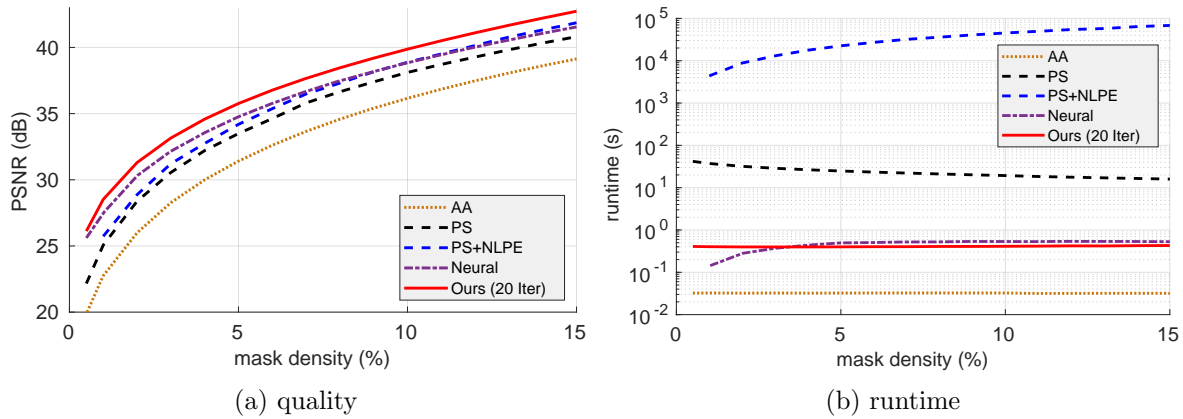 PSNR (dB)
40
35
30
25
20
0
5
10
15
mask density (%)
AA
PS
PS+NLPE
Neural
Ours (20 Iter)
(a) quality
runtime (s)
10^5
10^4
10^3
10^2
10^1
10^0
10^-1
10^-2
0
5
10
15
mask density (%)
AA
PS
PS+NLPE
Neural
Ours (20 Iter)
(b) runtime